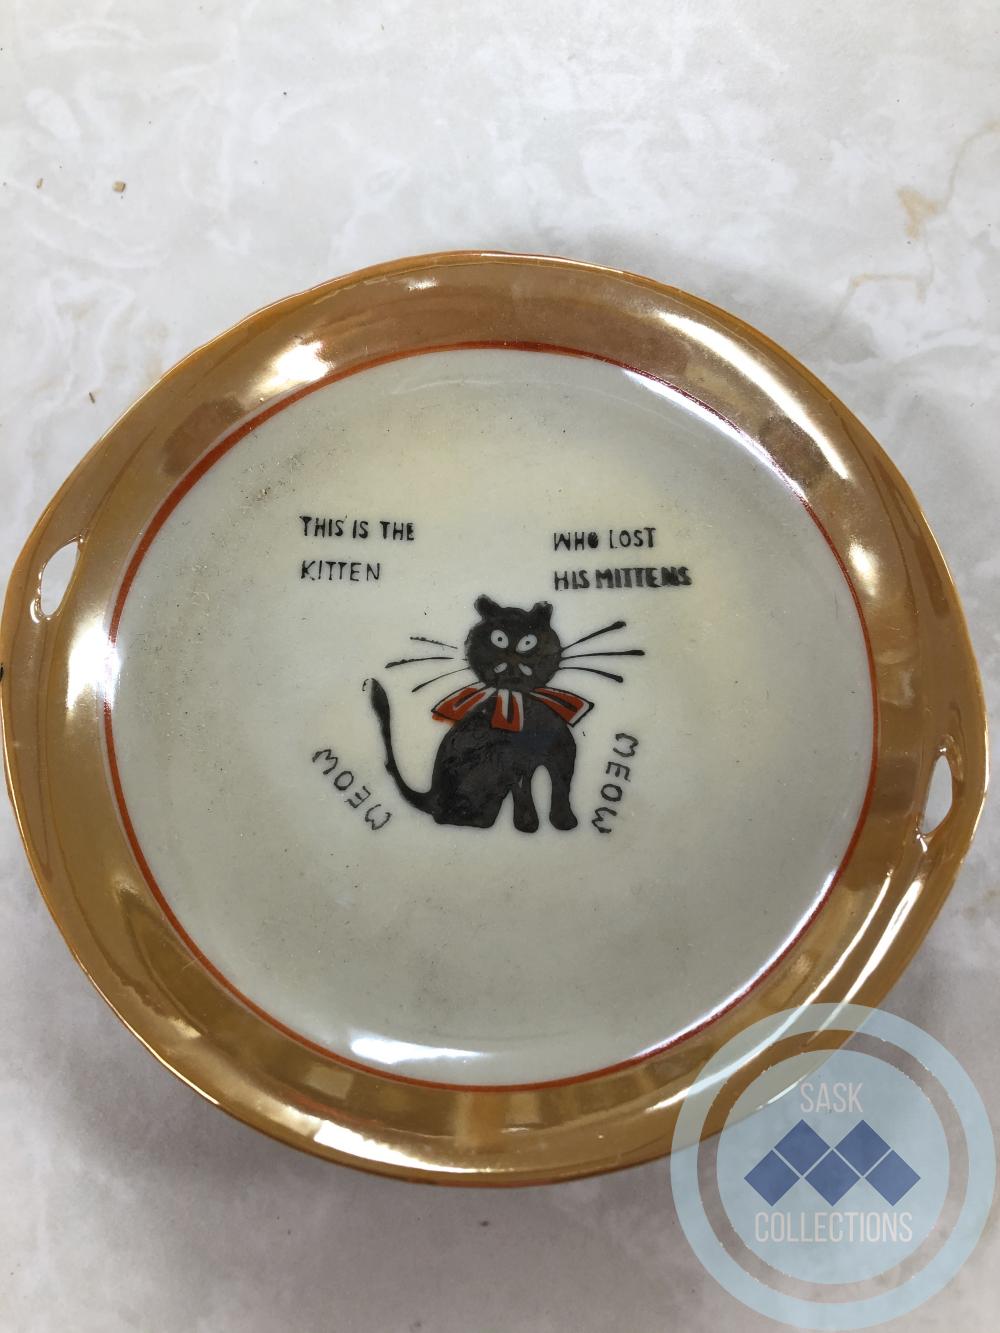 THIS IS THE
KITTEN
WHO LOST
HIS MITTENS
MEOW
MEOW
SASK
COLLECTIONS